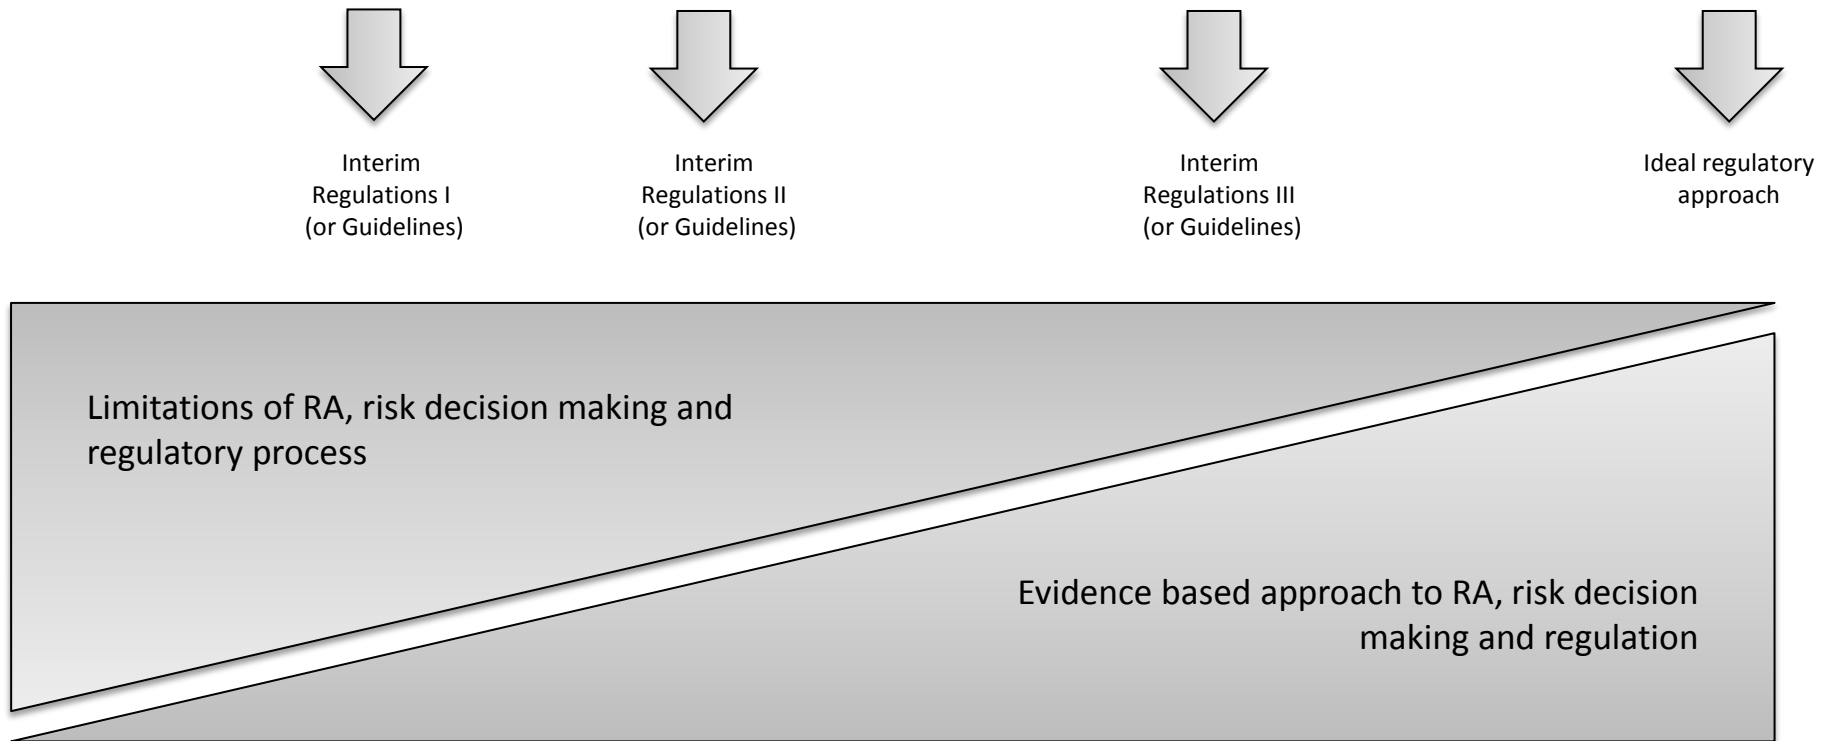 Interim
Regulations I
(or Guidelines)
Interim
Regulations II
(or Guidelines)
Interim
Regulations III
(or Guidelines)
Ideal regulatory
approach
Limitations of RA, risk decision making and
regulatory process
Evidence based approach to RA, risk decision
making and regulation